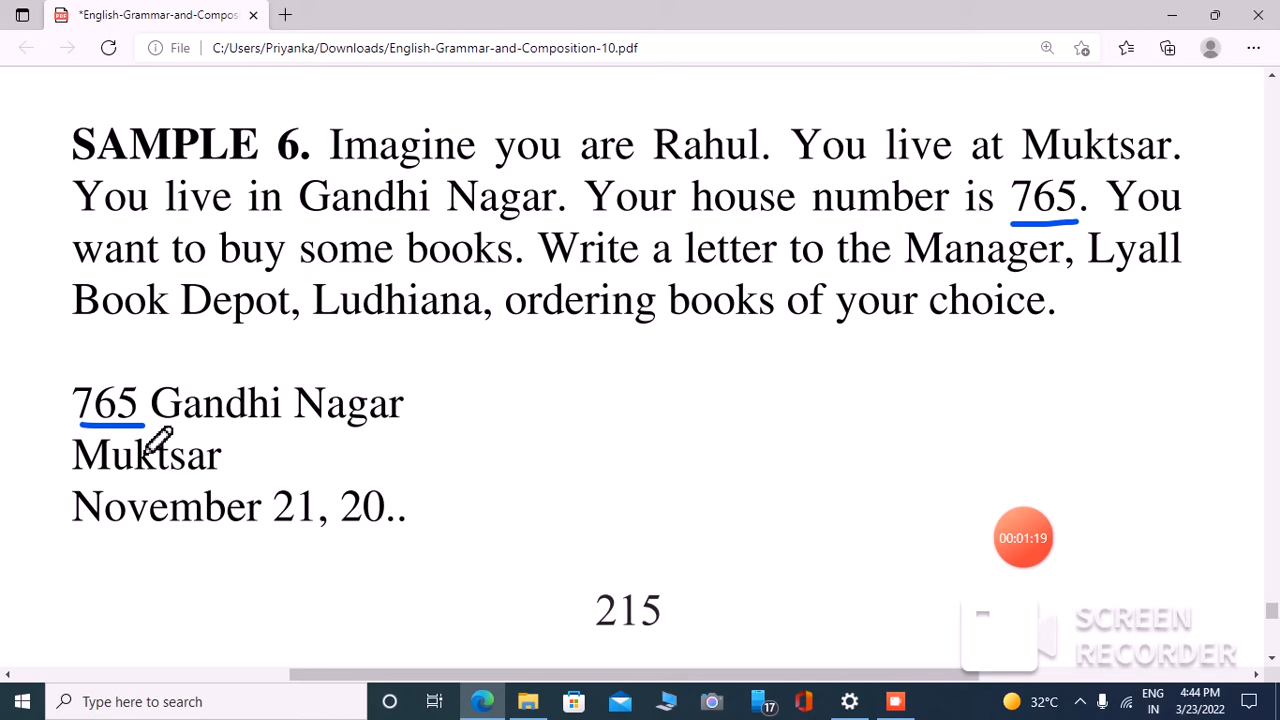 *English-Grammar-and-Compos
File C:/Users/Priyanka/Downloads/English-Grammar-and-Composition-10.pdf
SAMPLE 6. Imagine you are Rahul. You live at Muktsar.
You live in Gandhi Nagar. Your house number is 765. You
want to buy some books. Write a letter to the Manager, Lyall
Book Depot, Ludhiana, ordering books of your choice.
765 Gandhi Nagar
Muktsar
November 21, 20..
00:01:19
215
SCREEN
RECORDER
Type here to search
17
32°C
ENG
IN
4:44 PM
3/23/2022